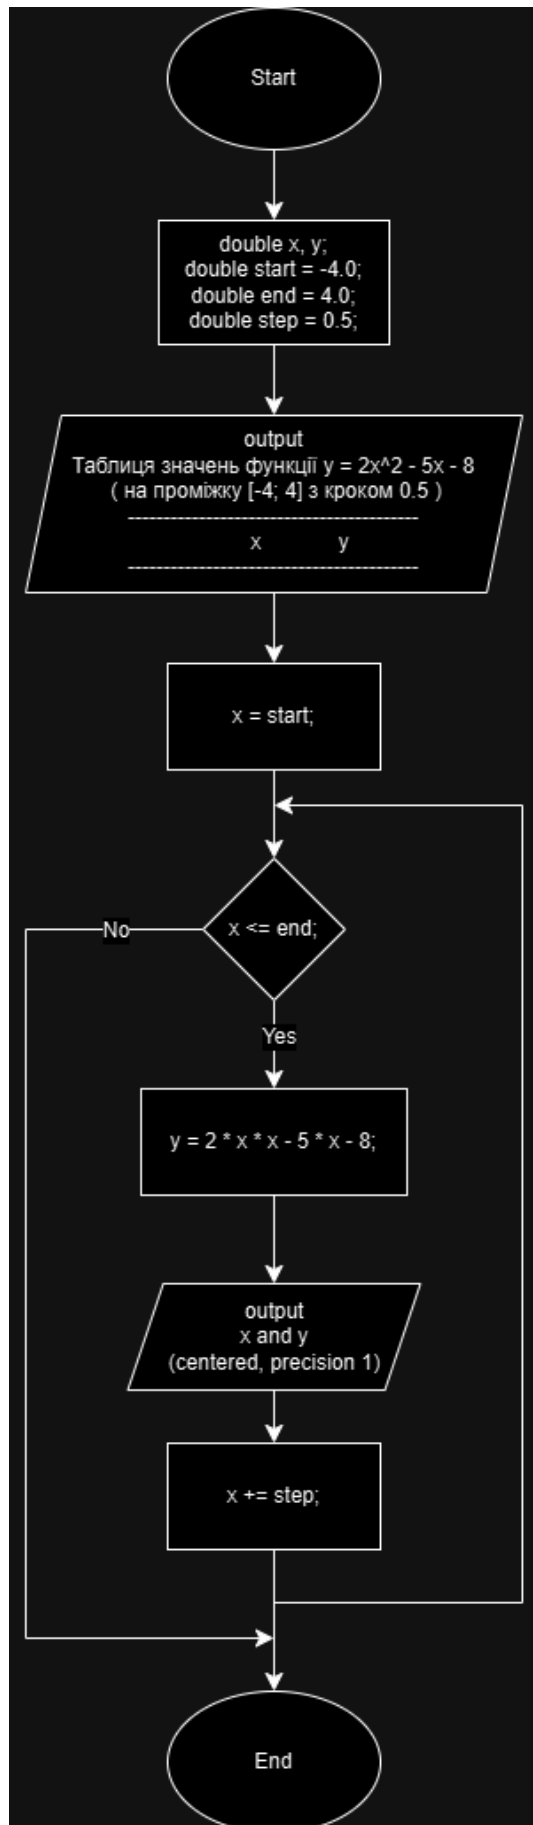 Start
double x, y;
double start = -4.0;
double end = 4.0;
double step = 0.5;
output
Таблиця значень функції y = 2x^2 - 5x - 8
( на проміжку [-4; 4] з кроком 0.5 )
----------------------------------------
x y
----------------------------------------
x = start;
x <= end;
No
Yes
y = 2 * x * x - 5 * x - 8;
output
x and y
(centered, precision 1)
x += step;
End